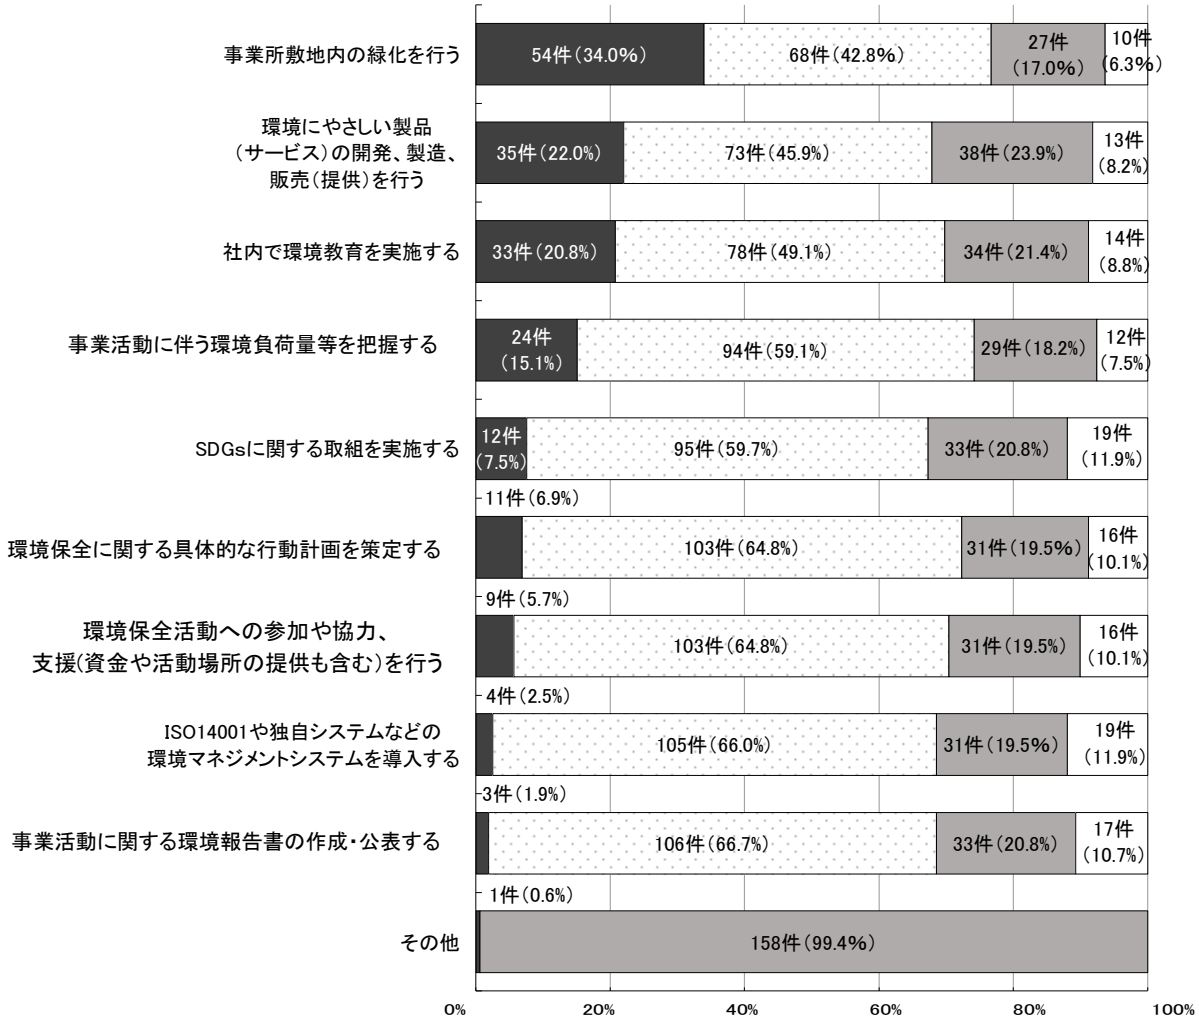 事業所敷地内の緑化を行う
54件（34.0%）
68件（42.8%）
27件
（17.0%）
10件
（6.3%）
環境にやさしい製品
（サービス）の開発、製造、
販売（提供）を行う
35件（22.0%）
73件（45.9%）
38件（23.9%）
13件
（8.2%）
社内で環境教育を実施する
33件（20.8%）
78件（49.1%）
34件（21.4%）
14件
（8.8%）
事業活動に伴う環境負荷量等を把握する
24件
（15.1%）
94件（59.1%）
29件（18.2%）
12件
（7.5%）
SDGsに関する取組を実施する
12件
（7.5%）
95件（59.7%）
33件（20.8%）
19件
（11.9%）
11件（6.9%）
環境保全に関する具体的な行動計画を策定する
103件（64.8%）
31件（19.5%）
16件
（10.1%）
9件（5.7%）
環境保全活動への参加や協力、
支援（資金や活動場所の提供も含む）を行う
103件（64.8%）
31件（19.5%）
16件
（10.1%）
4件（2.5%）
ISO14001や独自システムなどの
環境マネジメントシステムを導入する
105件（66.0%）
31件（19.5%）
19件
（11.9%）
3件（1.9%）
事業活動に関する環境報告書の作成・公表する
106件（66.7%）
33件（20.8%）
17件
（10.7%）
1件（0.6%）
その他
158件（99.4%）
0% 20% 40% 60% 80% 100%